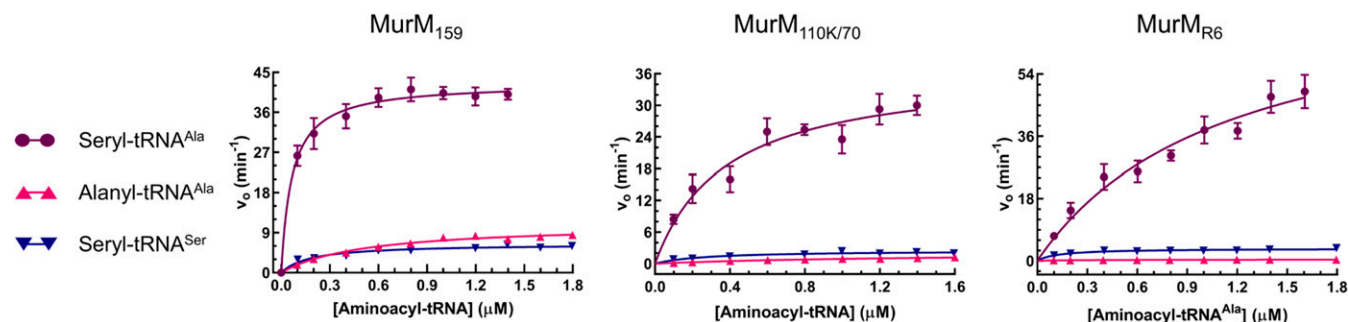 MurM159
MurM110K/70
MurMR6
Seryl-tRNAAla
Alanyl-tRNAAla
Seryl-tRNASer
vo (min-1)
45
36
27
18
9
0
0.0 0.3 0.6 0.9 1.2 1.5 1.8
[Aminoacyl-tRNA] (μM)
vo (min-1)
36
30
24
18
12
6
0
0.0 0.4 0.8 1.2 1.6
[Aminoacyl-tRNA] (μM)
vo (min-1)
54
36
18
0
0.0 0.3 0.6 0.9 1.2 1.5 1.8
[Aminoacyl-tRNAAla] (μM)